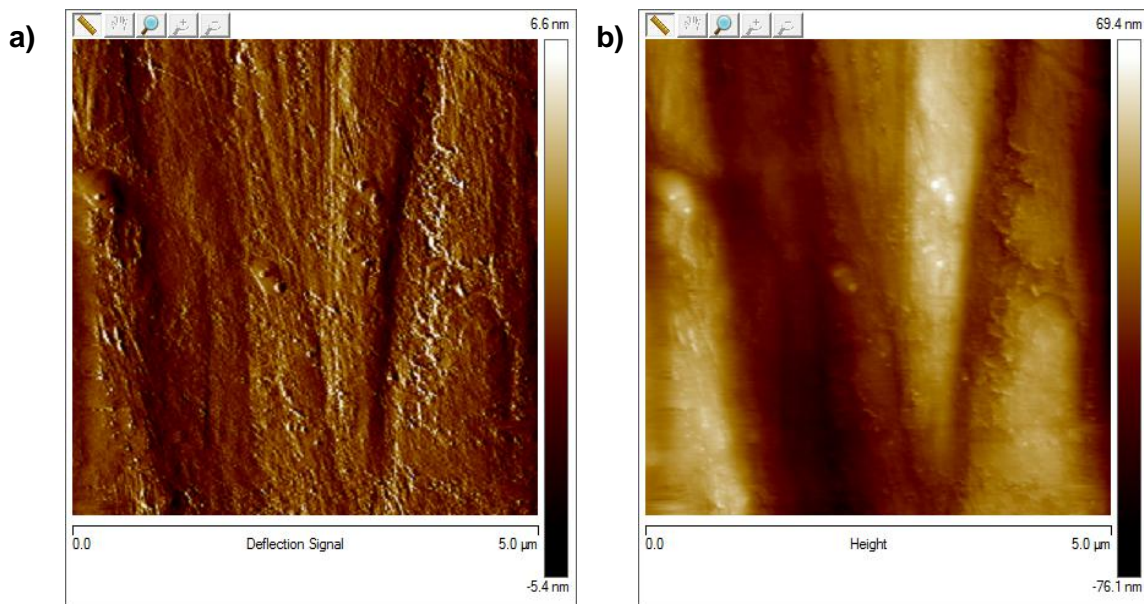 a)
6.6 nm
0.0
Deflection Signal
5.0 µm
-5.4 nm
b)
69.4 nm
0.0
Height
5.0 µm
-76.1 nm